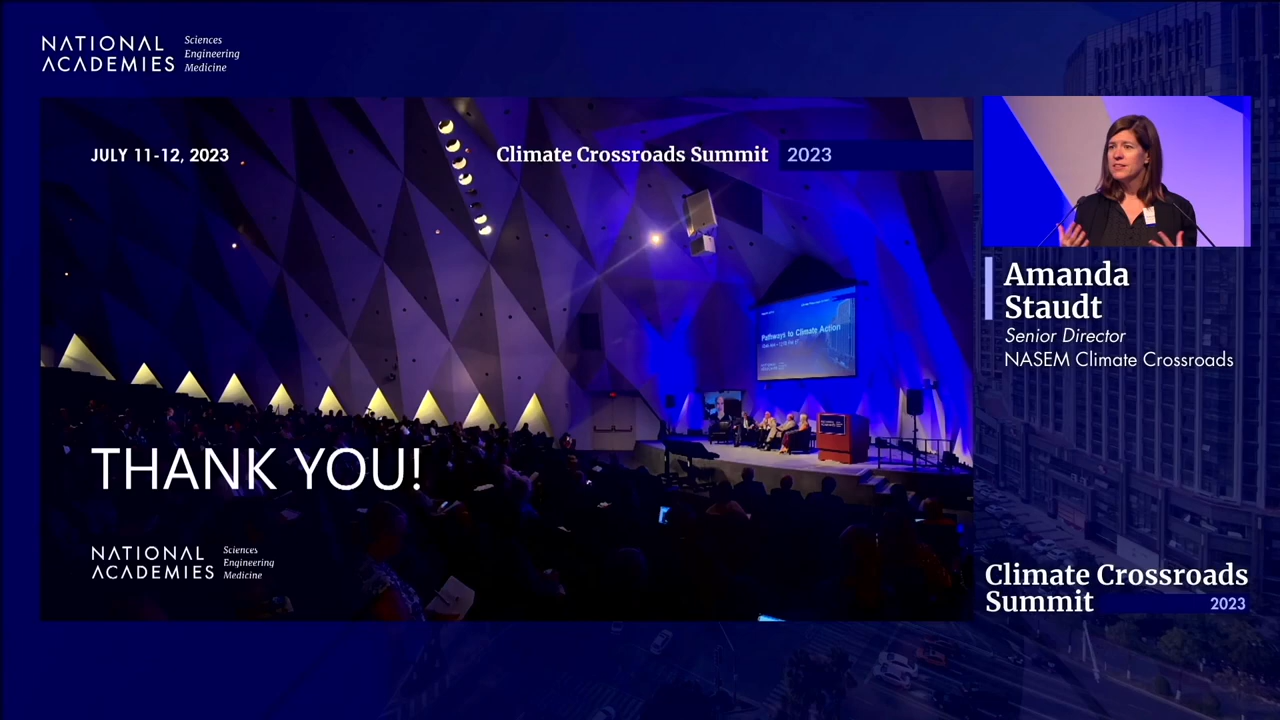 NATIONAL
ACADEMIES
Sciences
Engineering
Medicine
JULY 11-12, 2023
Climate Crossroads Summit 2023
Pathways to Climate Action
THANK YOU!
NATIONAL
ACADEMIES
Sciences
Engineering
Medicine
Amanda
Staudt
Senior Director
NASEM Climate Crossroads
Climate Crossroads
Summit
2023